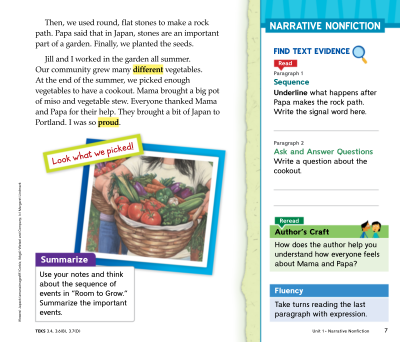 Then, we used round, flat stones to make a rock
path. Papa said that in Japan, stones are an important
part of a garden. Finally, we planted the seeds.
Jill and I worked in the garden all summer.
Our community grew many different vegetables.
At the end of the summer, we picked enough
vegetables to have a cookout. Mama brought a big pot
of miso and vegetable stew. Everyone thanked Mama
and Papa for their help. They brought a bit of Japan to
Portland. I was so proud.
Look what we picked!
Summarize
Use your notes and think
about the sequence of
events in "Room to Grow."
Summarize the important
events.
TEKS 3.4, 3.6(B), 3.7(D)
NARRATIVE NONFICTION
FIND TEXT EVIDENCE
Read
Paragraph 1
Sequence
Underline what happens after
Papa makes the rock path.
Write the signal word here.
Paragraph 2
Ask and Answer Questions
Write a question about the
cookout.
Reread
Author's Craft
How does the author help you
understand how everyone feels
about Mama and Papa?
Fluency
Take turns reading the last
paragraph with expression.
Unit 1 • Narrative Nonfiction
7